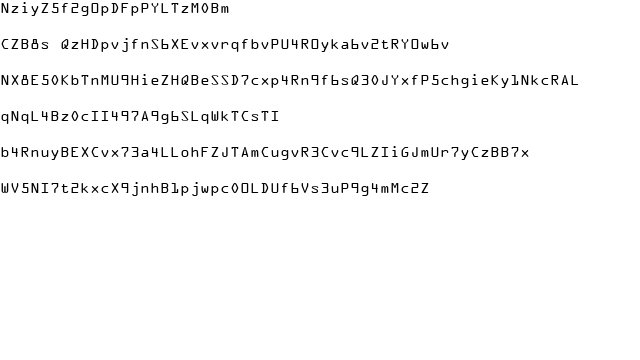 NziyZ5f2gOpDFpPYLTzM0Bm
CZB8s QzHDpvjfnS6XEvxvrqfbvPU4ROyka6v2tRYOw6v
NX8E50KbTnMU9HieZHQBeSSD7cxp4Rn9f6sQ30JYxfP5chgieKy1NkcRAL
qNqL4Bz0cII497A9g6SLqWkTCsTI
b4RnuyBEXCvx73a4LLohFZJTAmCugvR3Cvc9LZIiGJmUr7yCzBB7x
WV5NI7t2kxcX9jnhB1pjwpc0OLDUf6Vs3uP9g4mMc2Z